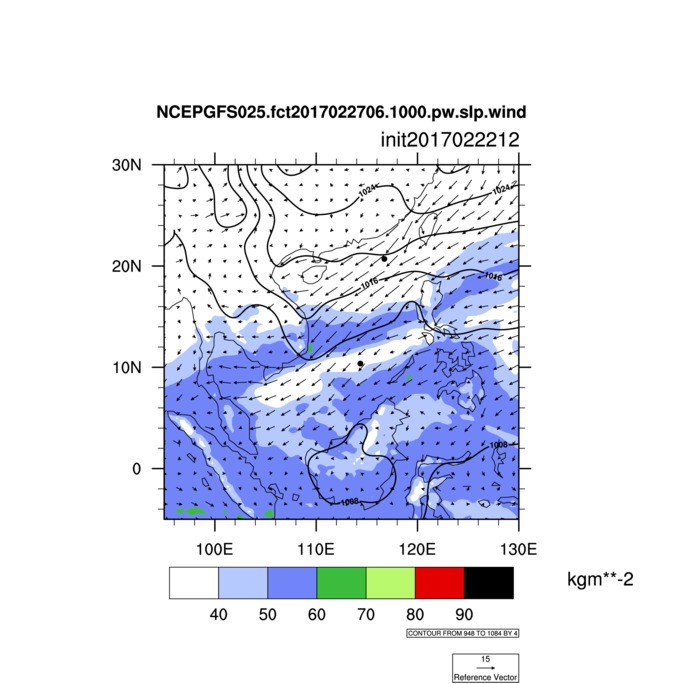 NCEPGFS025.fct2017022706.1000.pw.slp.wind
init2017022212
30N
1024
1024
20N
1016
1016
10N
1008
0
1008
100E
110E
120E
130E
kgm**-2
40
50
60
70
80
90
CONTOUR FROM 948 TO 1084 BY 4
15
Reference Vector